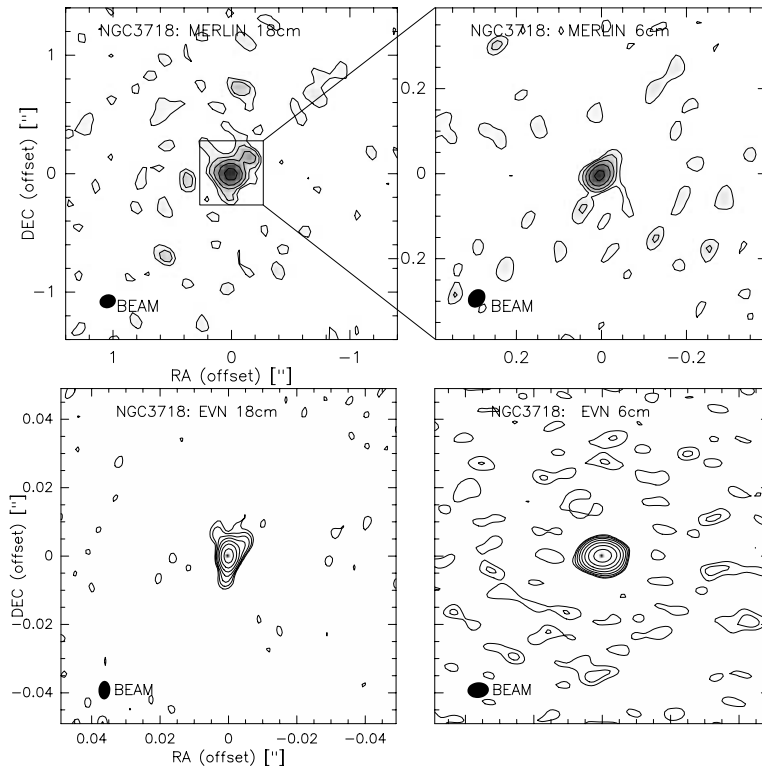 NGC3718: MERLIN 18cm
NGC3718: MERLIN 6cm
1
0
-1
DEC (offset) ["]
BEAM
1
0
-1
RA (offset) ["]
0.2
0
0.2
BEAM
0.2
0
-0.2
NGC3718: EVN 18cm
NGC3718: EVN 6cm
0.04
0.02
0
-0.02
-0.04
DEC (offset) ["]
BEAM
0.04
0.02
0
-0.02
-0.04
RA (offset) ["]
BEAM